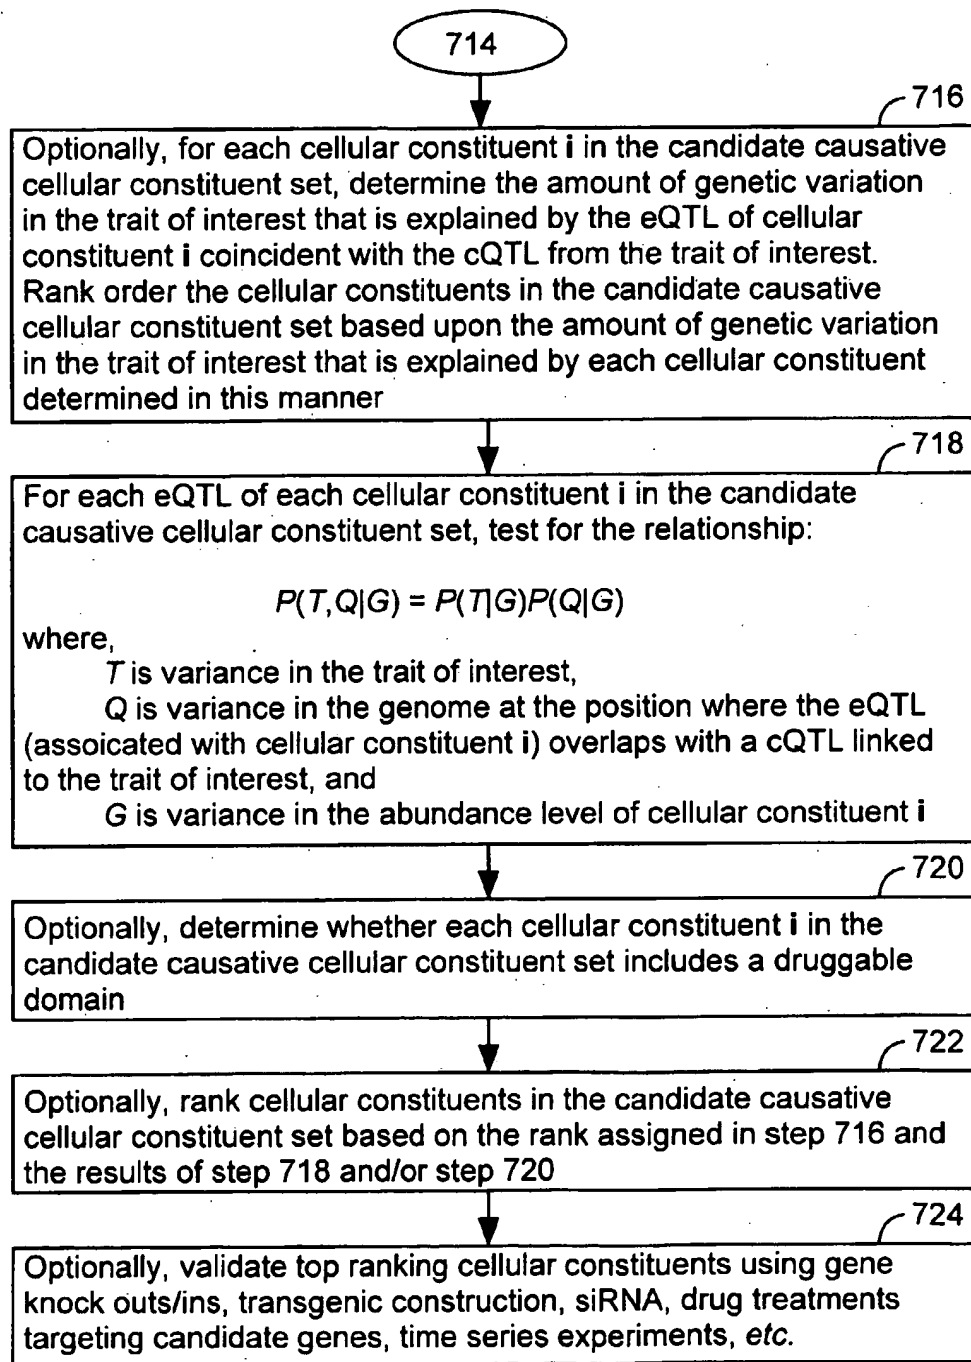 714
716
Optionally, for each cellular constituent i in the candidate causative
cellular constituent set, determine the amount of genetic variation
in the trait of interest that is explained by the eQTL of cellular
constituent i coincident with the cQTL from the trait of interest.
Rank order the cellular constituents in the candidate causative
cellular constituent set based upon the amount of genetic variation
in the trait of interest that is explained by each cellular constituent
determined in this manner
718
For each eQTL of each cellular constituent i in the candidate
causative cellular constituent set, test for the relationship:
P(T,Q|G) = P(T|G)P(Q|G)
where,
T is variance in the trait of interest,
Q is variance in the genome at the position where the eQTL
(assoicated with cellular constituent i) overlaps with a cQTL linked
to the trait of interest, and
G is variance in the abundance level of cellular constituent i
720
Optionally, determine whether each cellular constituent i in the
candidate causative cellular constituent set includes a druggable
domain
722
Optionally, rank cellular constituents in the candidate causative
cellular constituent set based on the rank assigned in step 716 and
the results of step 718 and/or step 720
724
Optionally, validate top ranking cellular constituents using gene
knock outs/ins, transgenic construction, siRNA, drug treatments
targeting candidate genes, time series experiments, etc.